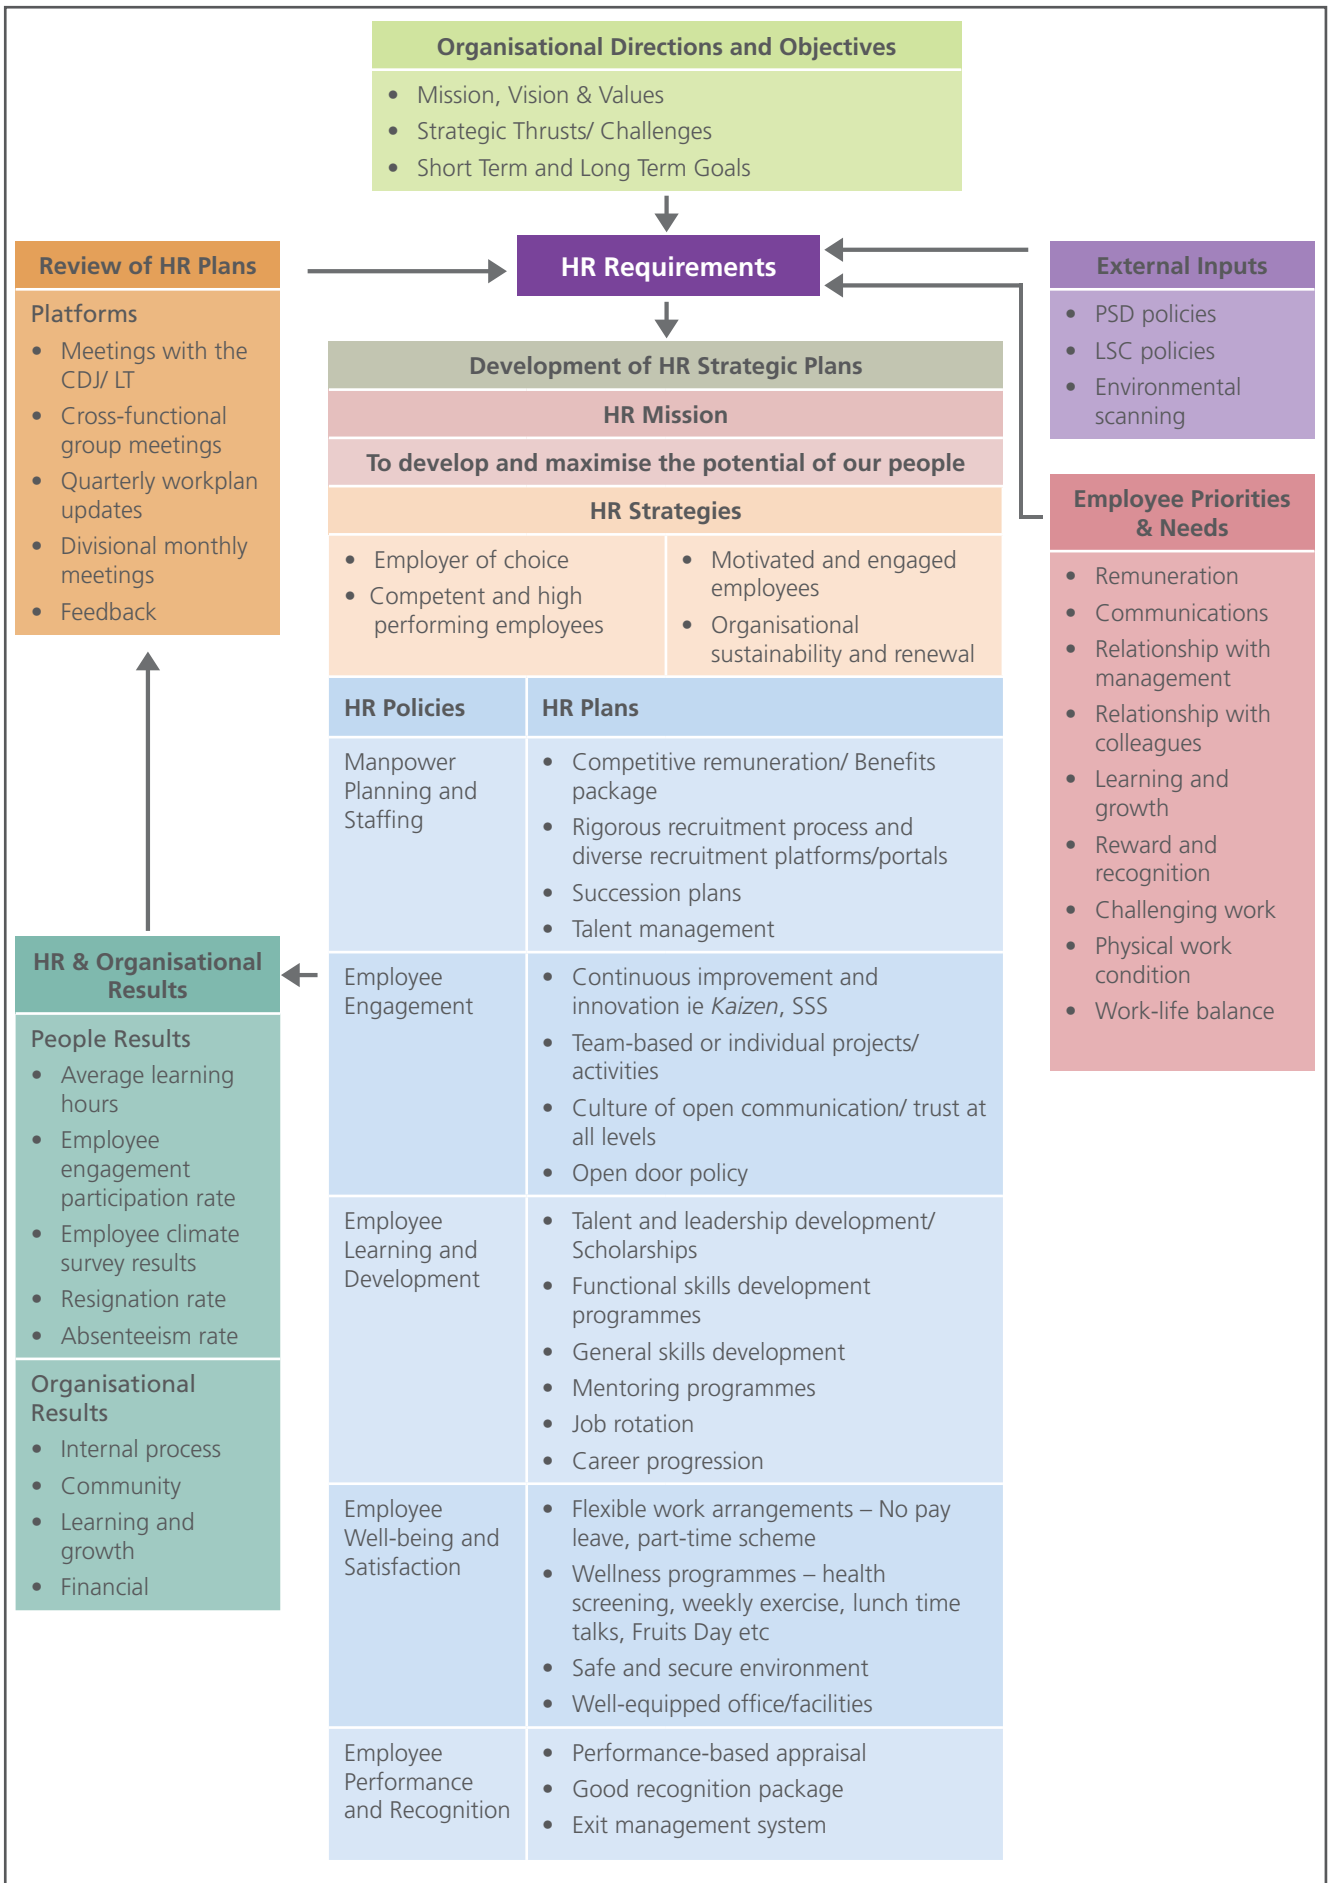 Organisational Directions and Objectives
• Mission, Vision & Values
• Strategic Thrusts/ Challenges
• Short Term and Long Term Goals
HR Requirements
Review of HR Plans
Platforms
• Meetings with the
CDJ/ LT
• Cross-functional
group meetings
• Quarterly workplan
updates
• Divisional monthly
meetings
• Feedback
External Inputs
• PSD policies
• LSC policies
• Environmental
scanning
Employee Priorities
& Needs
• Remuneration
• Communications
• Relationship with
management
• Relationship with
colleagues
• Learning and
growth
• Reward and
recognition
• Challenging work
• Physical work
condition
• Work-life balance
Development of HR Strategic Plans
HR Mission
To develop and maximise the potential of our people
HR Strategies
• Employer of choice
• Competent and high
performing employees
• Motivated and engaged
employees
• Organisational
sustainability and renewal
HR Policies
HR Plans
Manpower
Planning and
Staffing
• Competitive remuneration/ Benefits
package
• Rigorous recruitment process and
diverse recruitment platforms/portals
• Succession plans
• Talent management
Employee
Engagement
• Continuous improvement and
innovation ie Kaizen, SSS
• Team-based or individual projects/
activities
• Culture of open communication/ trust at
all levels
• Open door policy
Employee
Learning and
Development
• Talent and leadership development/
Scholarships
• Functional skills development
programmes
• General skills development
• Mentoring programmes
• Job rotation
• Career progression
Employee
Well-being and
Satisfaction
• Flexible work arrangements – No pay
leave, part-time scheme
• Wellness programmes – health
screening, weekly exercise, lunch time
talks, Fruits Day etc
• Safe and secure environment
• Well-equipped office/facilities
Employee
Performance
and Recognition
• Performance-based appraisal
• Good recognition package
• Exit management system
HR & Organisational
Results
People Results
• Average learning
hours
• Employee
engagement
participation rate
• Employee climate
survey results
• Resignation rate
• Absenteeism rate
Organisational
Results
• Internal process
• Community
• Learning and
growth
• Financial